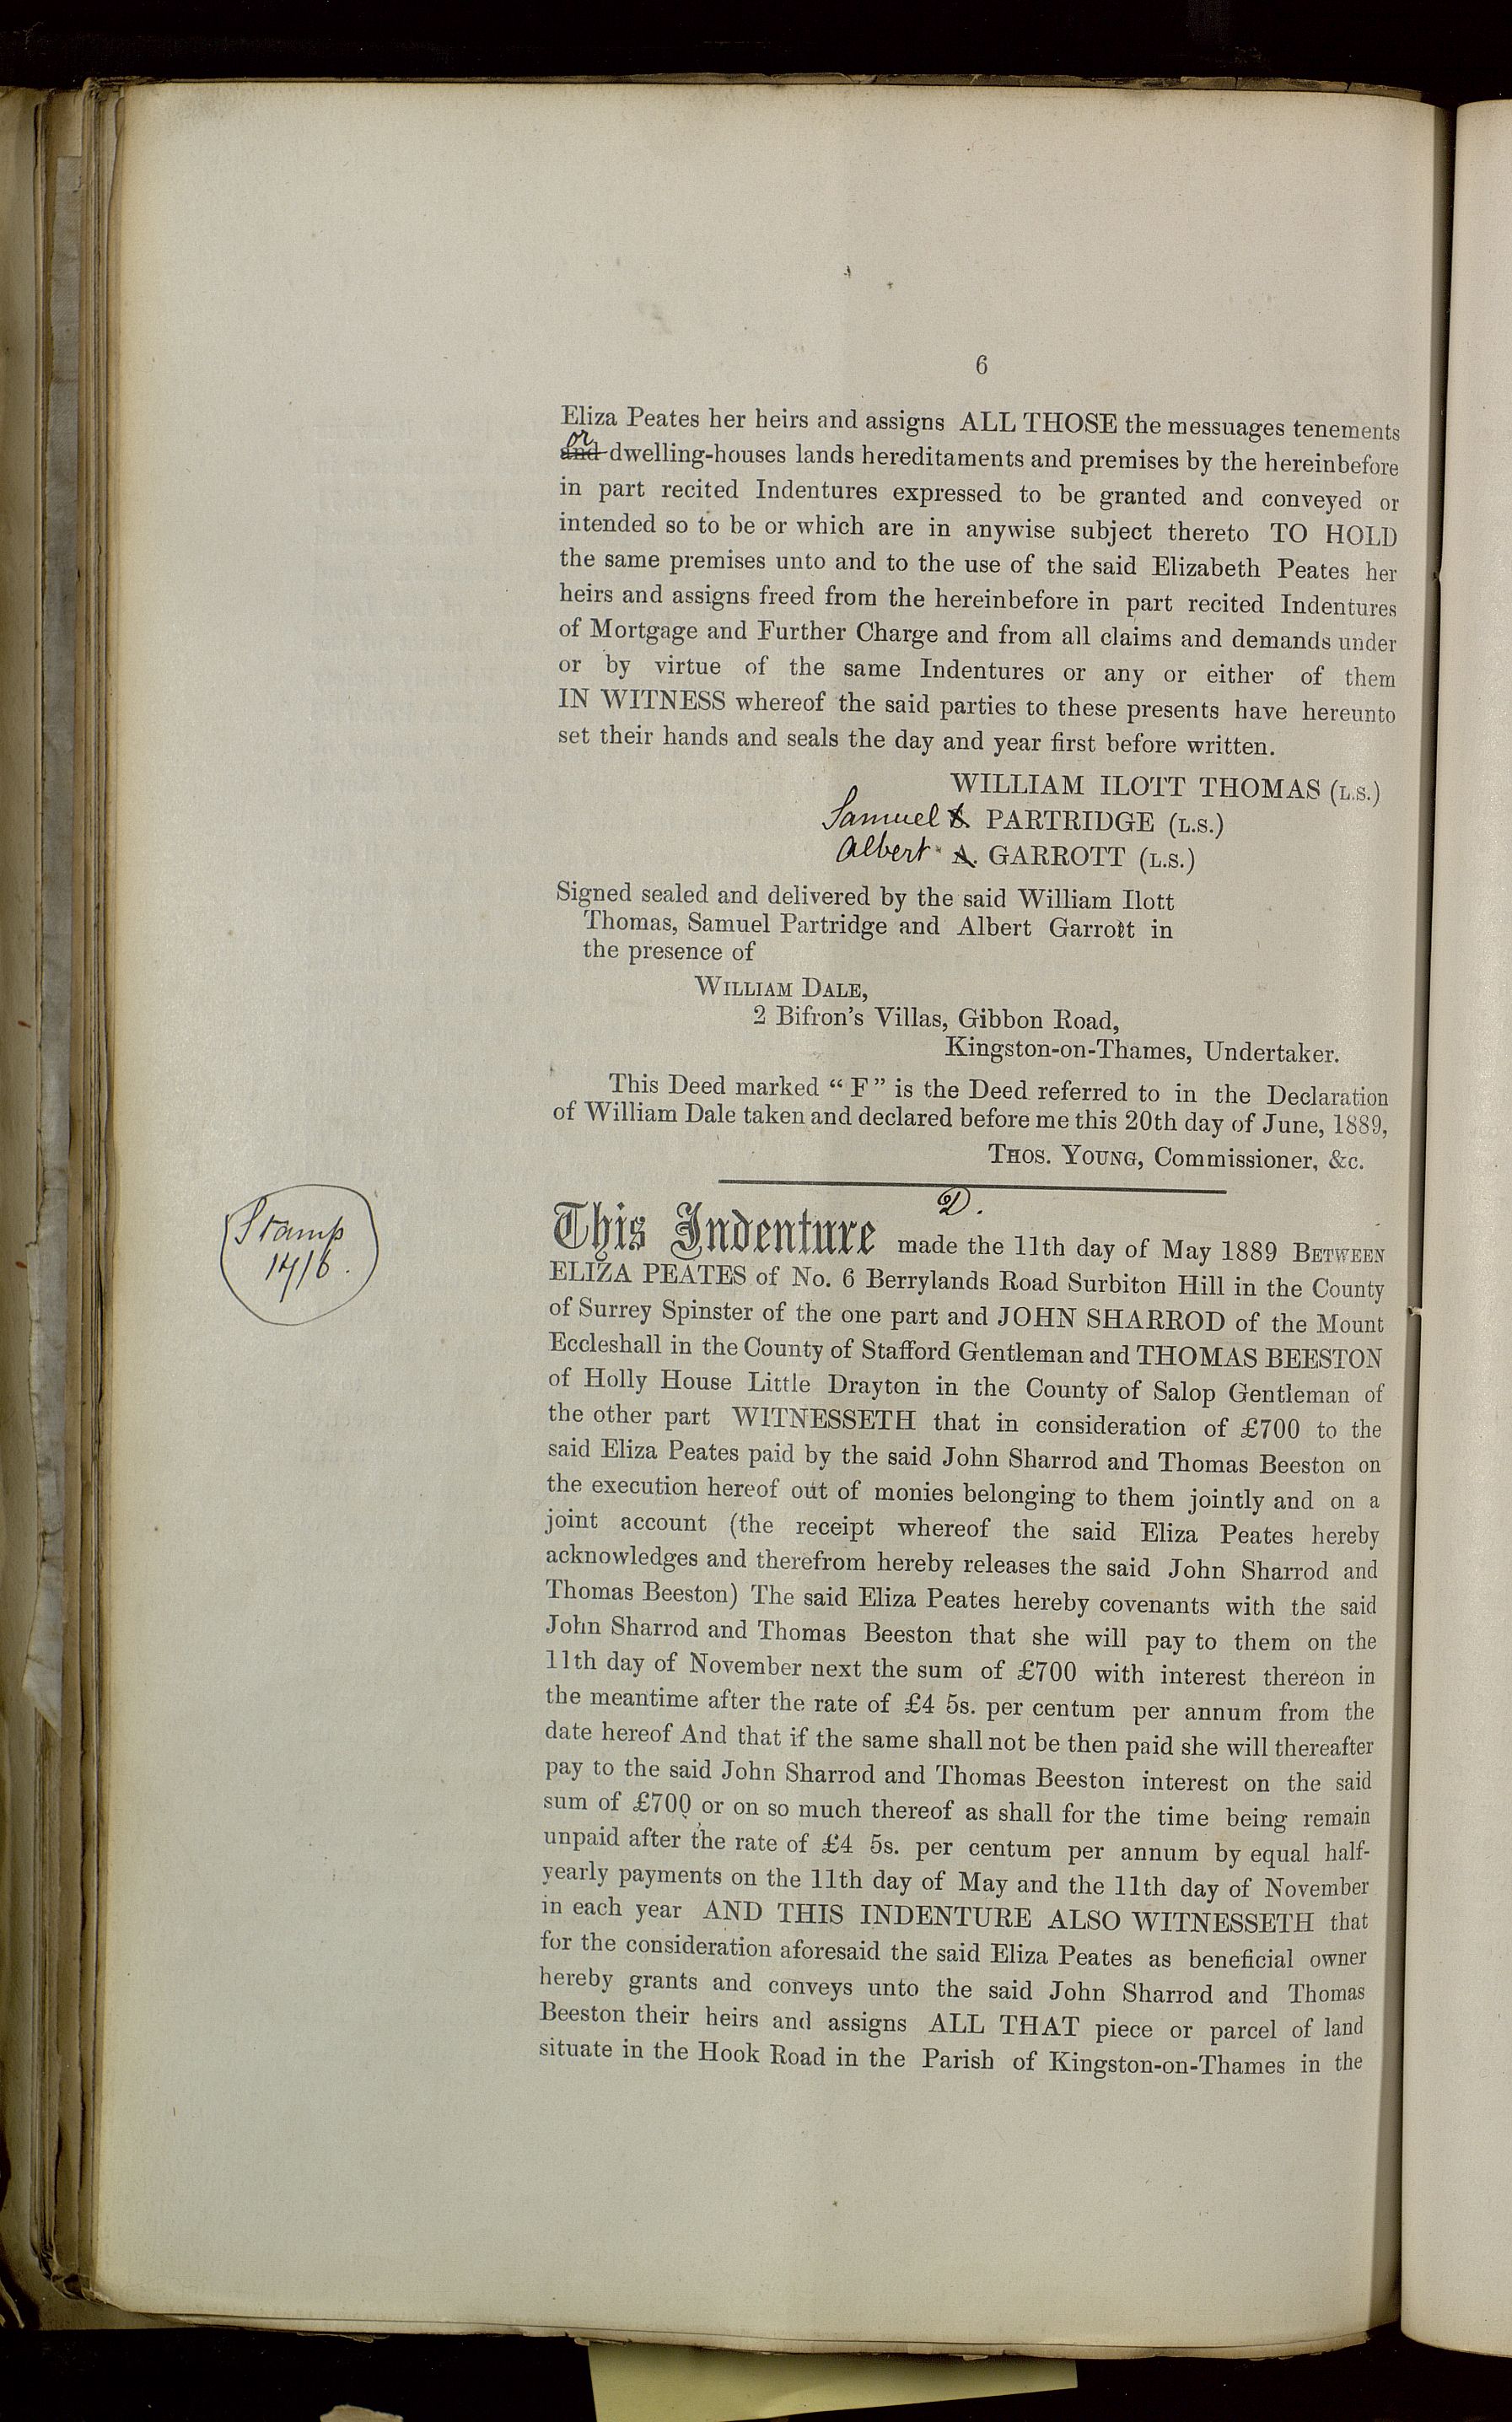 6
Eliza Peates her heirs and assigns ALL THOSE the messuages tenements
or
and dwelling-houses lands hereditaments and premises by the hereinbefore
in part recited Indentures expressed to be granted and conveyed or
intended so to be or which are in anywise subject thereto TO HOLD
the same premises unto and to the use of the said Elizabeth Peates her
heirs and assigns freed from the hereinbefore in part recited Indentures
of Mortgage and Further Charge and from all claims and demands under
or by virtue of the same Indentures or any or either of them
IN WITNESS whereof the said parties to these presents have hereunto
set their hands and seals the day and year first before written.
WILLIAM ILOTT THOMAS (L.S.)
Samuel S. PARTRIDGE (L.S.)
Albert A. GARROTT (L.S.)
Signed sealed and delivered by the said William Ilott
Thomas, Samuel Partridge and Albert Garrott in
the presence of
WILLIAM DALE,
2 Bifron's Villas, Gibbon Road,
Kingston-on-Thames, Undertaker.
This Deed marked "F" is the Deed referred to in the Declaration
of William Dale taken and declared before me this 20th day of June, 1889,
THOS. YOUNG, Commissioner, &c.
D.
Stamp
17/6.
This Indenture made the 11th day of May 1889 BETWEEN
ELIZA PEATES of No. 6 Berrylands Road Surbiton Hill in the County
of Surrey Spinster of the one part and JOHN SHARROD of the Mount
Eccleshall in the County of Stafford Gentleman and THOMAS BEESTON
of Holly House Little Drayton in the County of Salop Gentleman of
the other part WITNESSETH that in consideration of £700 to the
said Eliza Peates paid by the said John Sharrod and Thomas Beeston on
the execution hereof out of monies belonging to them jointly and on a
joint account (the receipt whereof the said Eliza Peates hereby
acknowledges and therefrom hereby releases the said John Sharrod and
Thomas Beeston) The said Eliza Peates hereby covenants with the said
John Sharrod and Thomas Beeston that she will pay to them on the
11th day of November next the sum of £700 with interest thereon in
the meantime after the rate of £4 5s. per centum per annum from the
date hereof And that if the same shall not be then paid she will thereafter
pay to the said John Sharrod and Thomas Beeston interest on the said
sum of £700 or on so much thereof as shall for the time being remain
unpaid after the rate of £4 5s. per centum per annum by equal half-
yearly payments on the 11th day of May and the 11th day of November
in each year AND THIS INDENTURE ALSO WITNESSETH that
for the consideration aforesaid the said Eliza Peates as beneficial owner
hereby grants and conveys unto the said John Sharrod and Thomas
Beeston their heirs and assigns ALL THAT piece or parcel of land
situate in the Hook Road in the Parish of Kingston-on-Thames in the